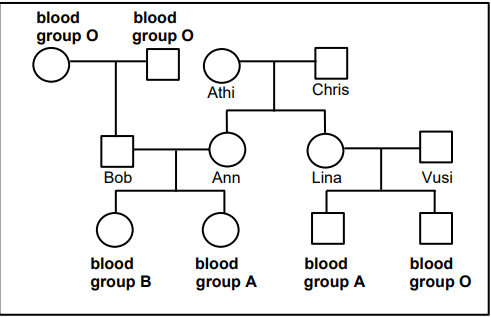 blood
group O
blood
group O
Athi
Chris
Bob
Ann
Lina
Vusi
blood
group B
blood
group A
blood
group A
blood
group O